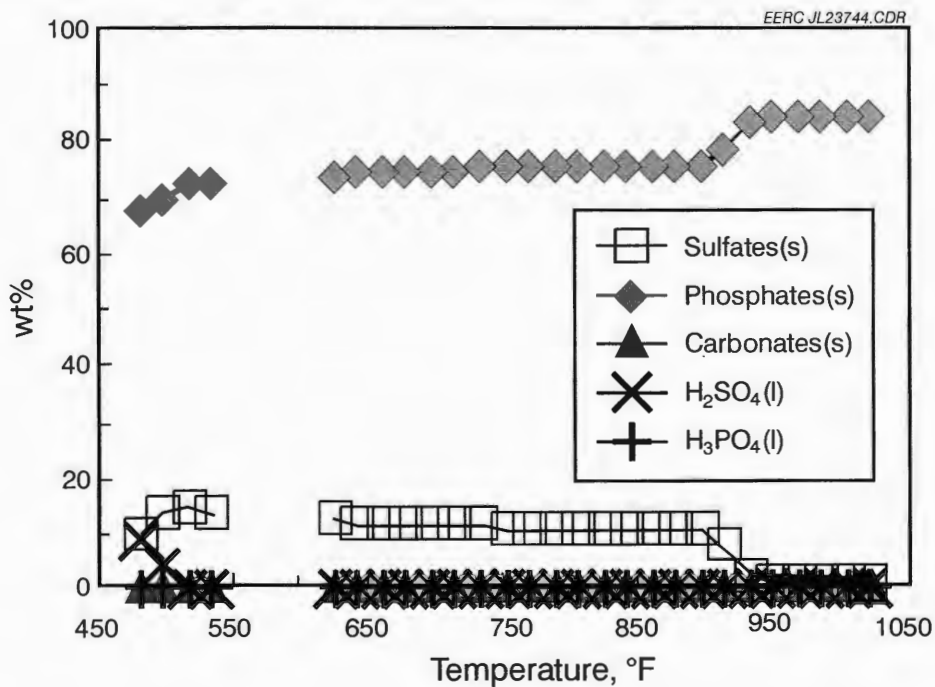 EERC JL23744.CDR
100
80
60
40
20
0
wt%
Sulfates(s)
Phosphates(s)
Carbonates(s)
H₂SO₄(l)
H₃PO₄(l)
450 550 650 750 850 950 1050
Temperature, °F